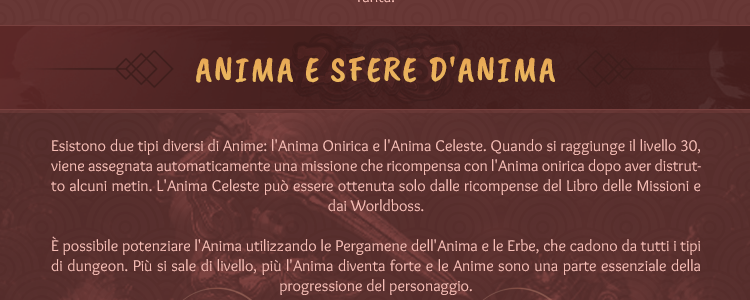 ANIMA E SFERE D'ANIMA
Esistono due tipi diversi di Anime: l'Anima Onirica e l'Anima Celeste. Quando si raggiunge il livello 30,
viene assegnata automaticamente una missione che ricompensa con l'Anima onirica dopo aver distrut-
to alcuni metin. L'Anima Celeste può essere ottenuta solo dalle ricompense del Libro delle Missioni e
dai Worldboss.
È possibile potenziare l'Anima utilizzando le Pergamene dell'Anima e le Erbe, che cadono da tutti i tipi
di dungeon. Più si sale di livello, più l'Anima diventa forte e le Anime sono una parte essenziale della
progressione del personaggio.